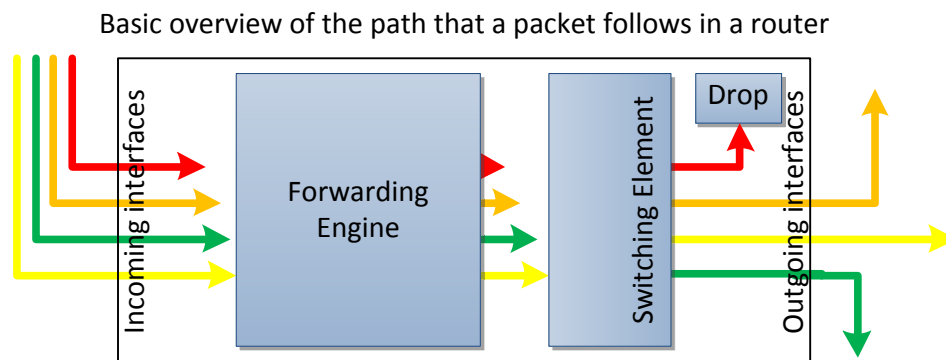 Basic overview of the path that a packet follows in a router
Incoming interfaces
Forwarding
Engine
Switching Element
Drop
Outgoing interfaces